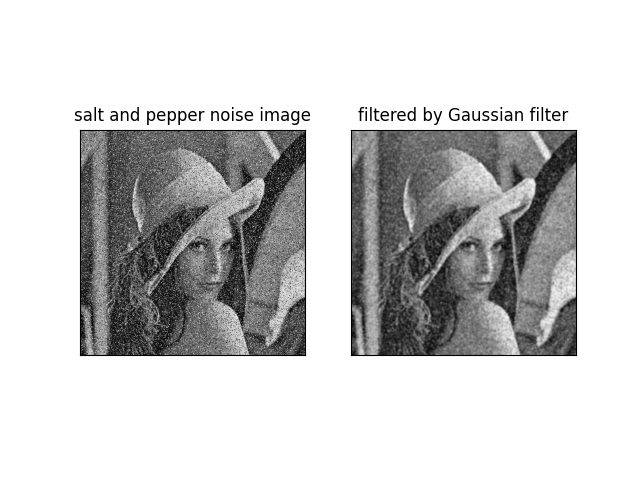 salt and pepper noise image
filtered by Gaussian filter